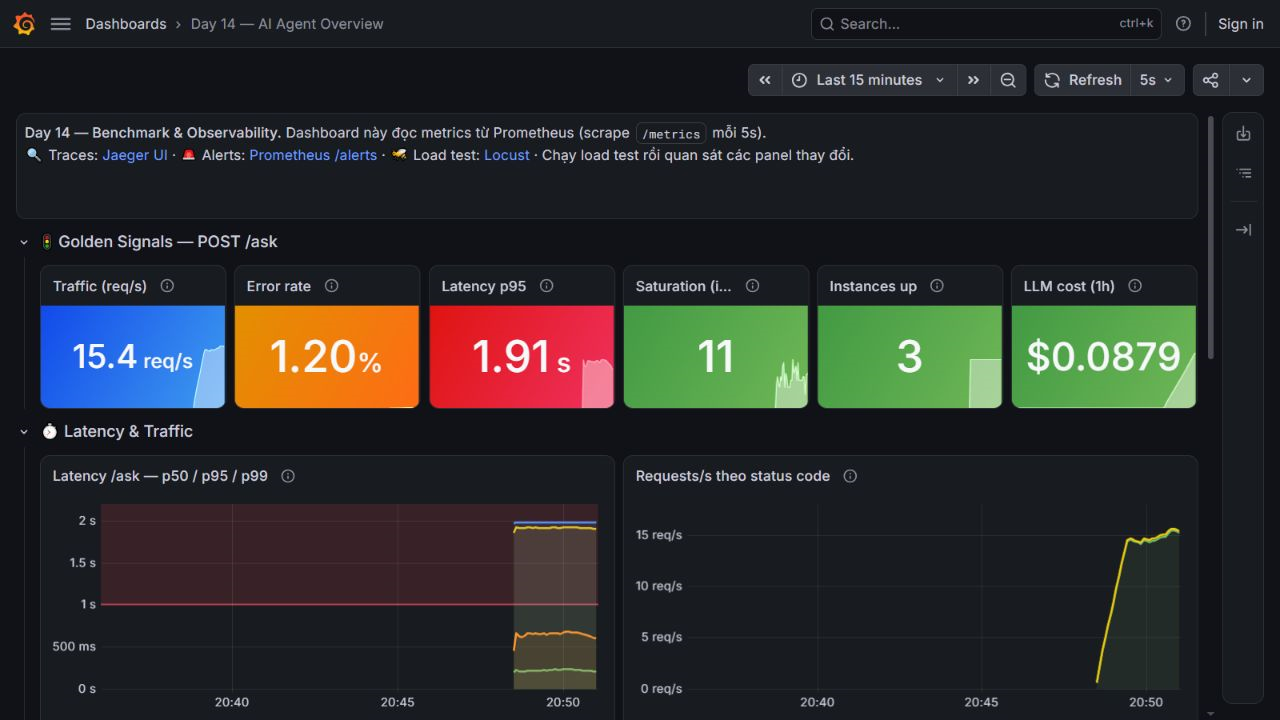 Dashboards › Day 14 — AI Agent Overview
Search... ctrl+k
Sign in
Last 15 minutes
Refresh 5s
Day 14 — Benchmark & Observability. Dashboard này đọc metrics từ Prometheus (scrape /metrics mỗi 5s).
🔍 Traces: Jaeger UI · 🚨 Alerts: Prometheus /alerts · 🐝 Load test: Locust · Chạy load test rồi quan sát các panel thay đổi.
🚦 Golden Signals — POST /ask
Traffic (req/s)
15.4 req/s
Error rate
1.20%
Latency p95
1.91 s
Saturation (i...
11
Instances up
3
LLM cost (1h)
$0.0879
⏱ Latency & Traffic
Latency /ask — p50 / p95 / p99
2 s
1.5 s
1 s
500 ms
0 s
20:40 20:45 20:50
Requests/s theo status code
15 req/s
10 req/s
5 req/s
0 req/s
20:40 20:45 20:50